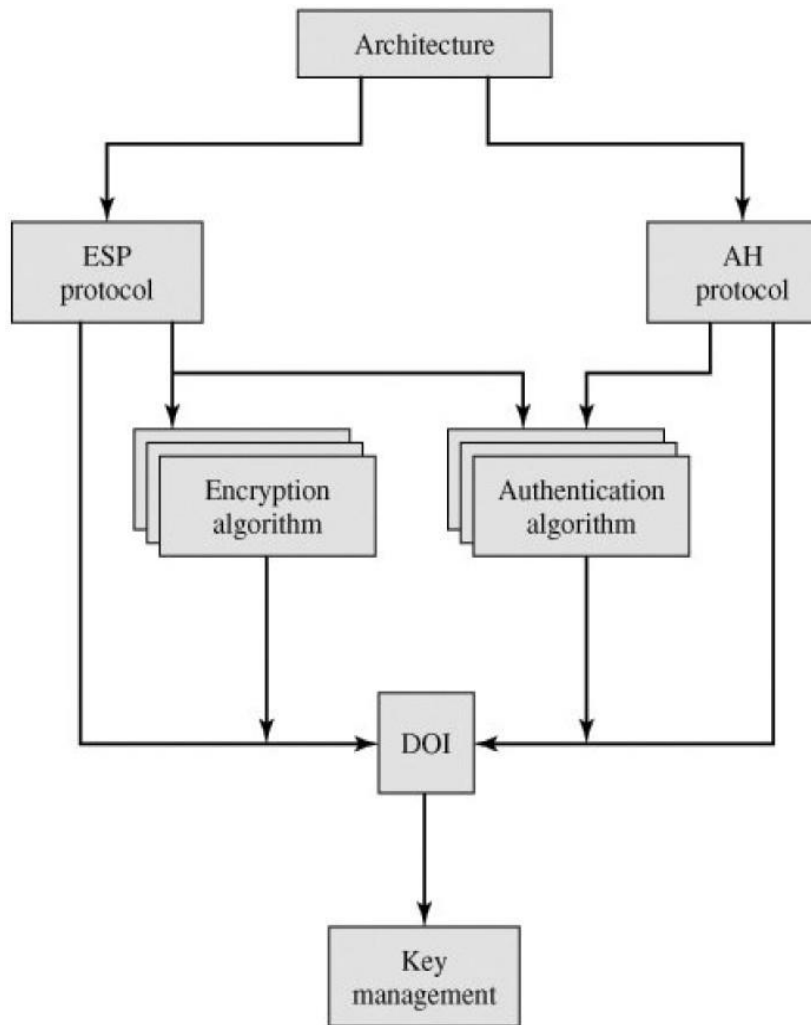 Architecture
ESP
protocol
AH
protocol
Encryption
algorithm
Authentication
algorithm
DOI
Key
management